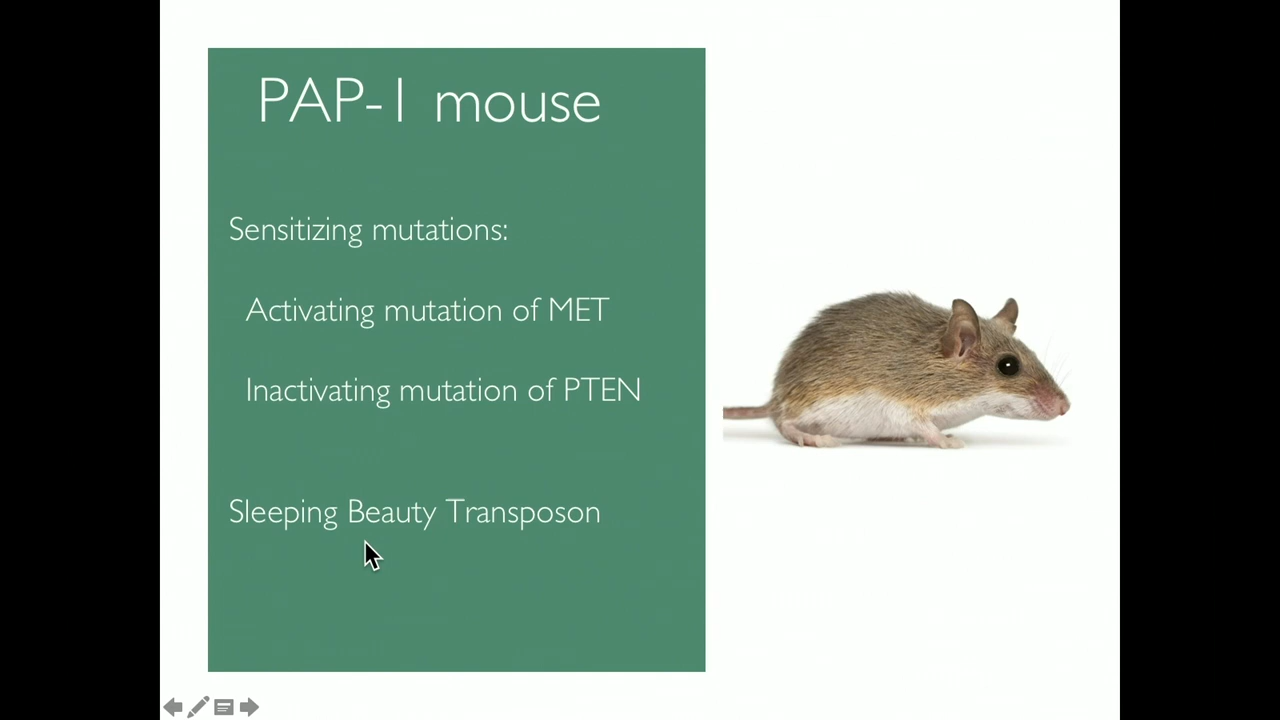 PAP-1 mouse
Sensitizing mutations:
Activating mutation of MET
Inactivating mutation of PTEN
Sleeping Beauty Transposon